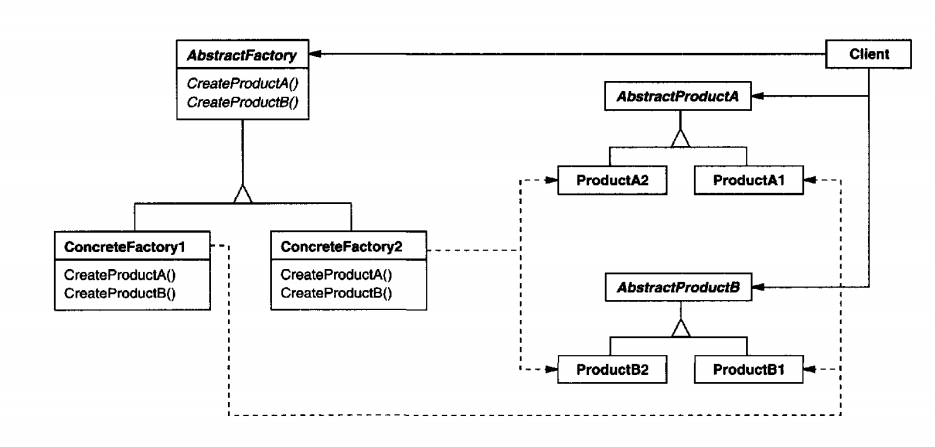 AbstractFactory
CreateProductA()
CreateProductB()
Client
AbstractProductA
ProductA2
ProductA1
ConcreteFactory1
CreateProductA()
CreateProductB()
ConcreteFactory2
CreateProductA()
CreateProductB()
AbstractProductB
ProductB2
ProductB1